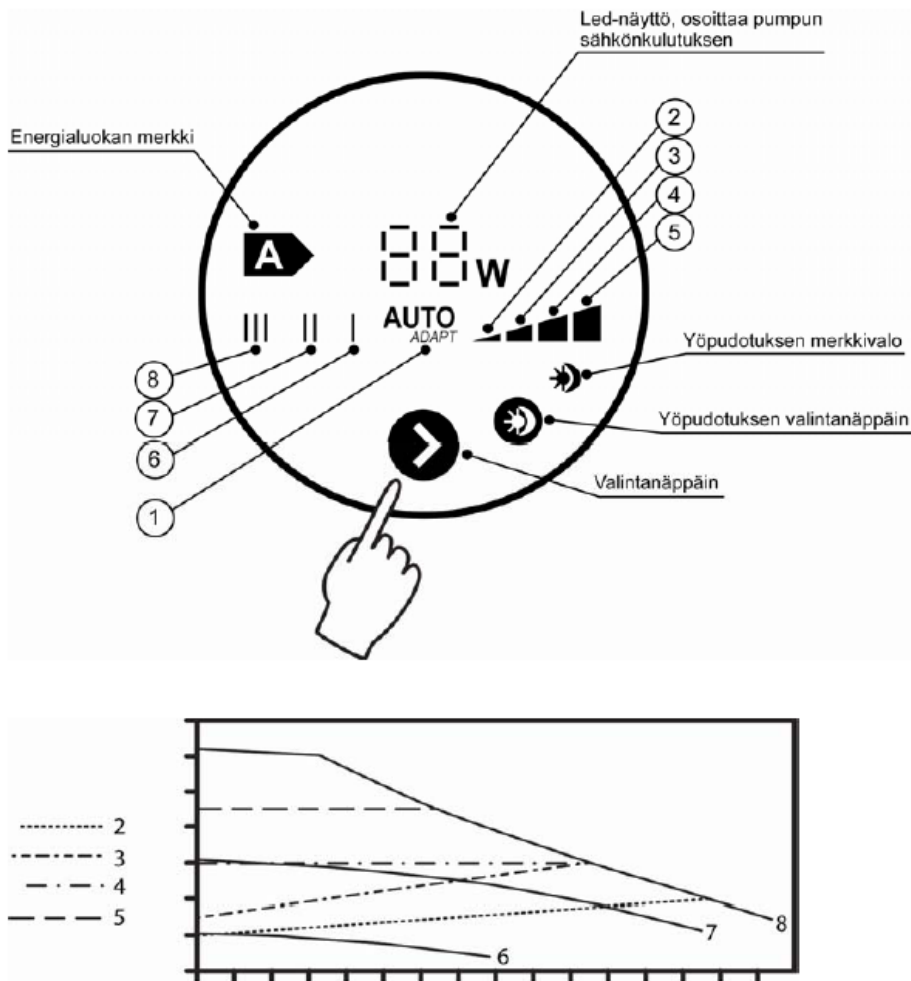 Led-näyttö, osoittaa pumpun
sähkönkulutuksen
Energialuokan merkki
2
3
4
5
A
88 W
III II I
AUTO
ADAPT
8
7
6
1
Yöpudotuksen merkkivalo
Yöpudotuksen valintanäppäin
Valintanäppäin
2
3
4
5
6
7
8